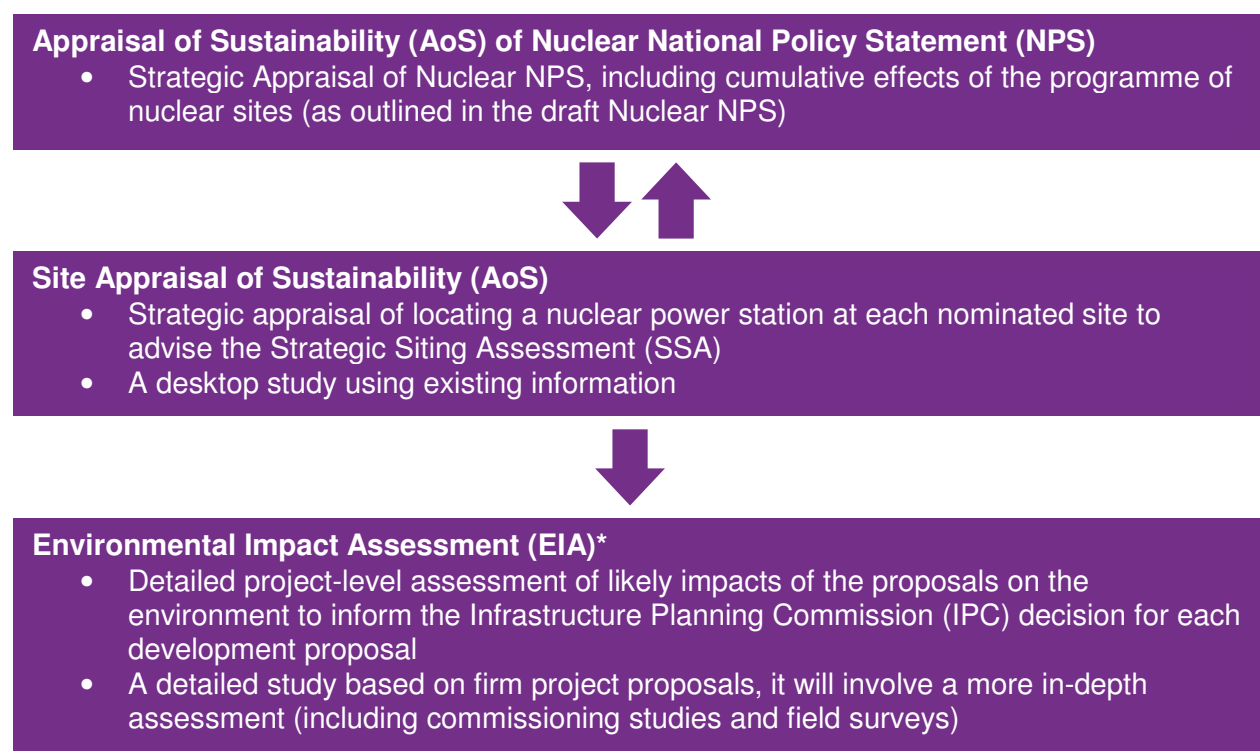 Appraisal of Sustainability (AoS) of Nuclear National Policy Statement (NPS)
• Strategic Appraisal of Nuclear NPS, including cumulative effects of the programme of
nuclear sites (as outlined in the draft Nuclear NPS)
Site Appraisal of Sustainability (AoS)
• Strategic appraisal of locating a nuclear power station at each nominated site to
advise the Strategic Siting Assessment (SSA)
• A desktop study using existing information
Environmental Impact Assessment (EIA)*
• Detailed project-level assessment of likely impacts of the proposals on the
environment to inform the Infrastructure Planning Commission (IPC) decision for each
development proposal
• A detailed study based on firm project proposals, it will involve a more in-depth
assessment (including commissioning studies and field surveys)